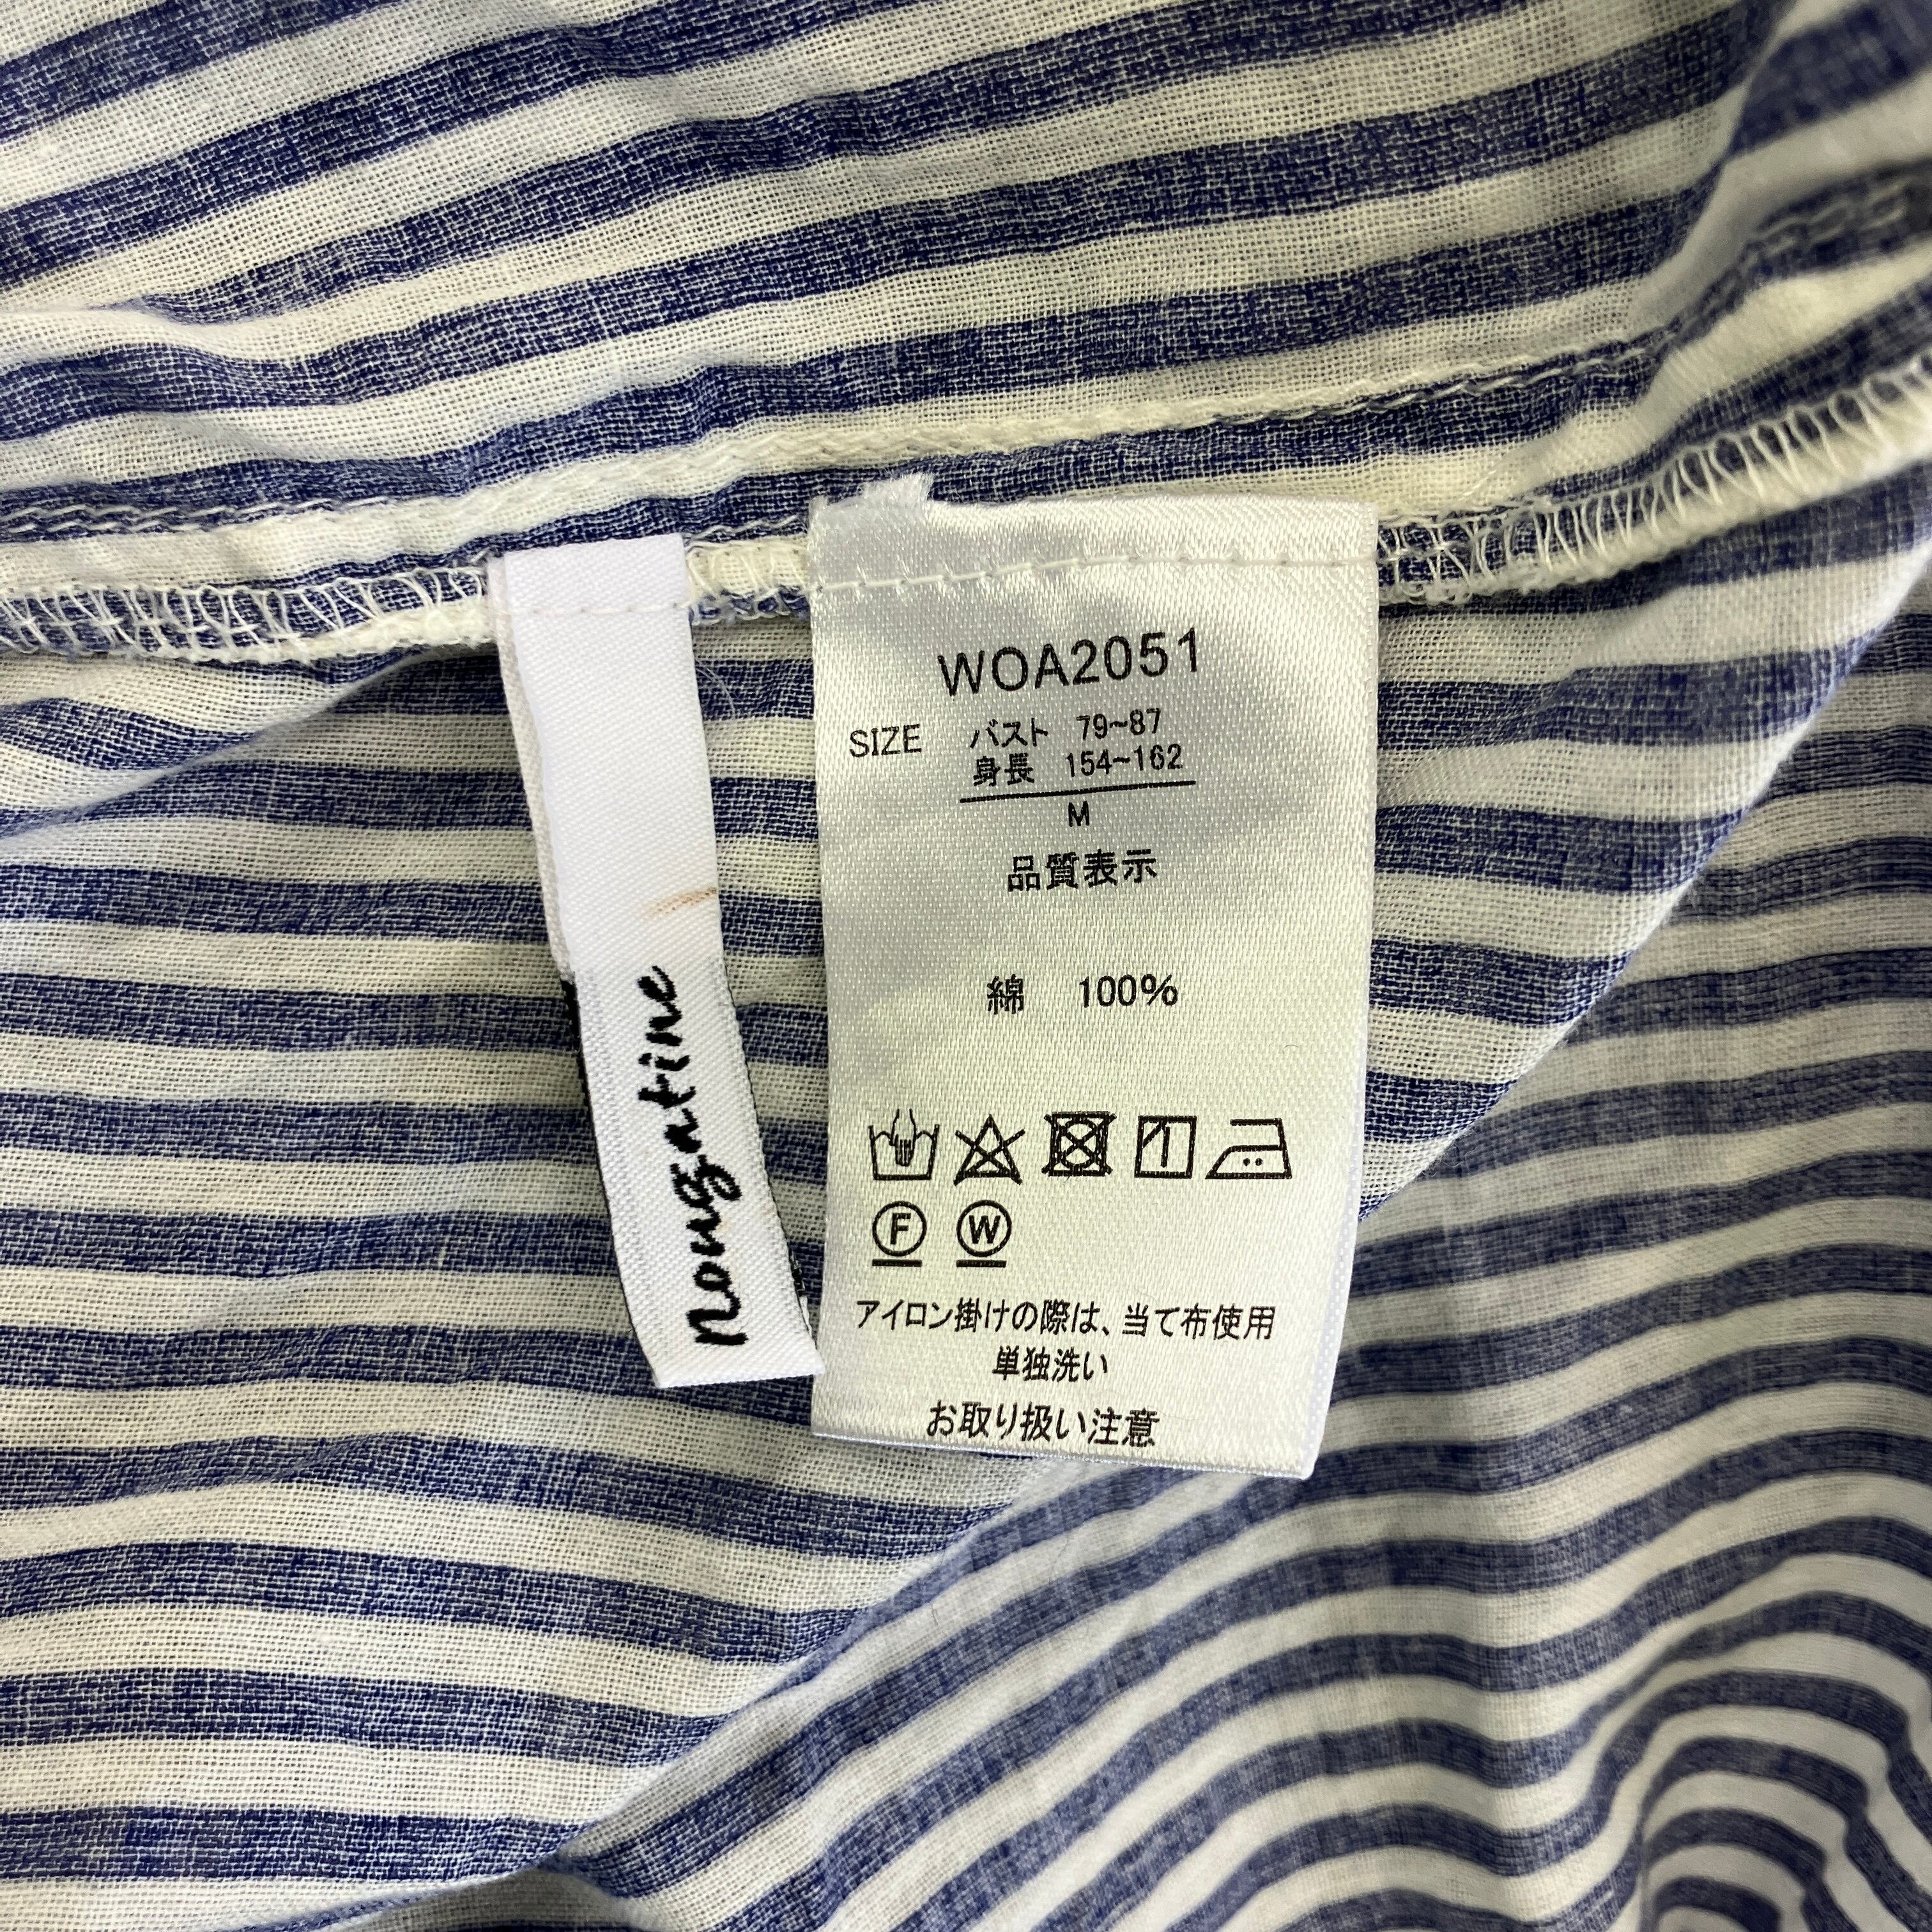 nougatine
WOA2051
SIZE
バスト 79~87
身長 154~162
M
品質表示
綿 100%
F W
アイロン掛けの際は、当て布使用
単独洗い
お取り扱い注意